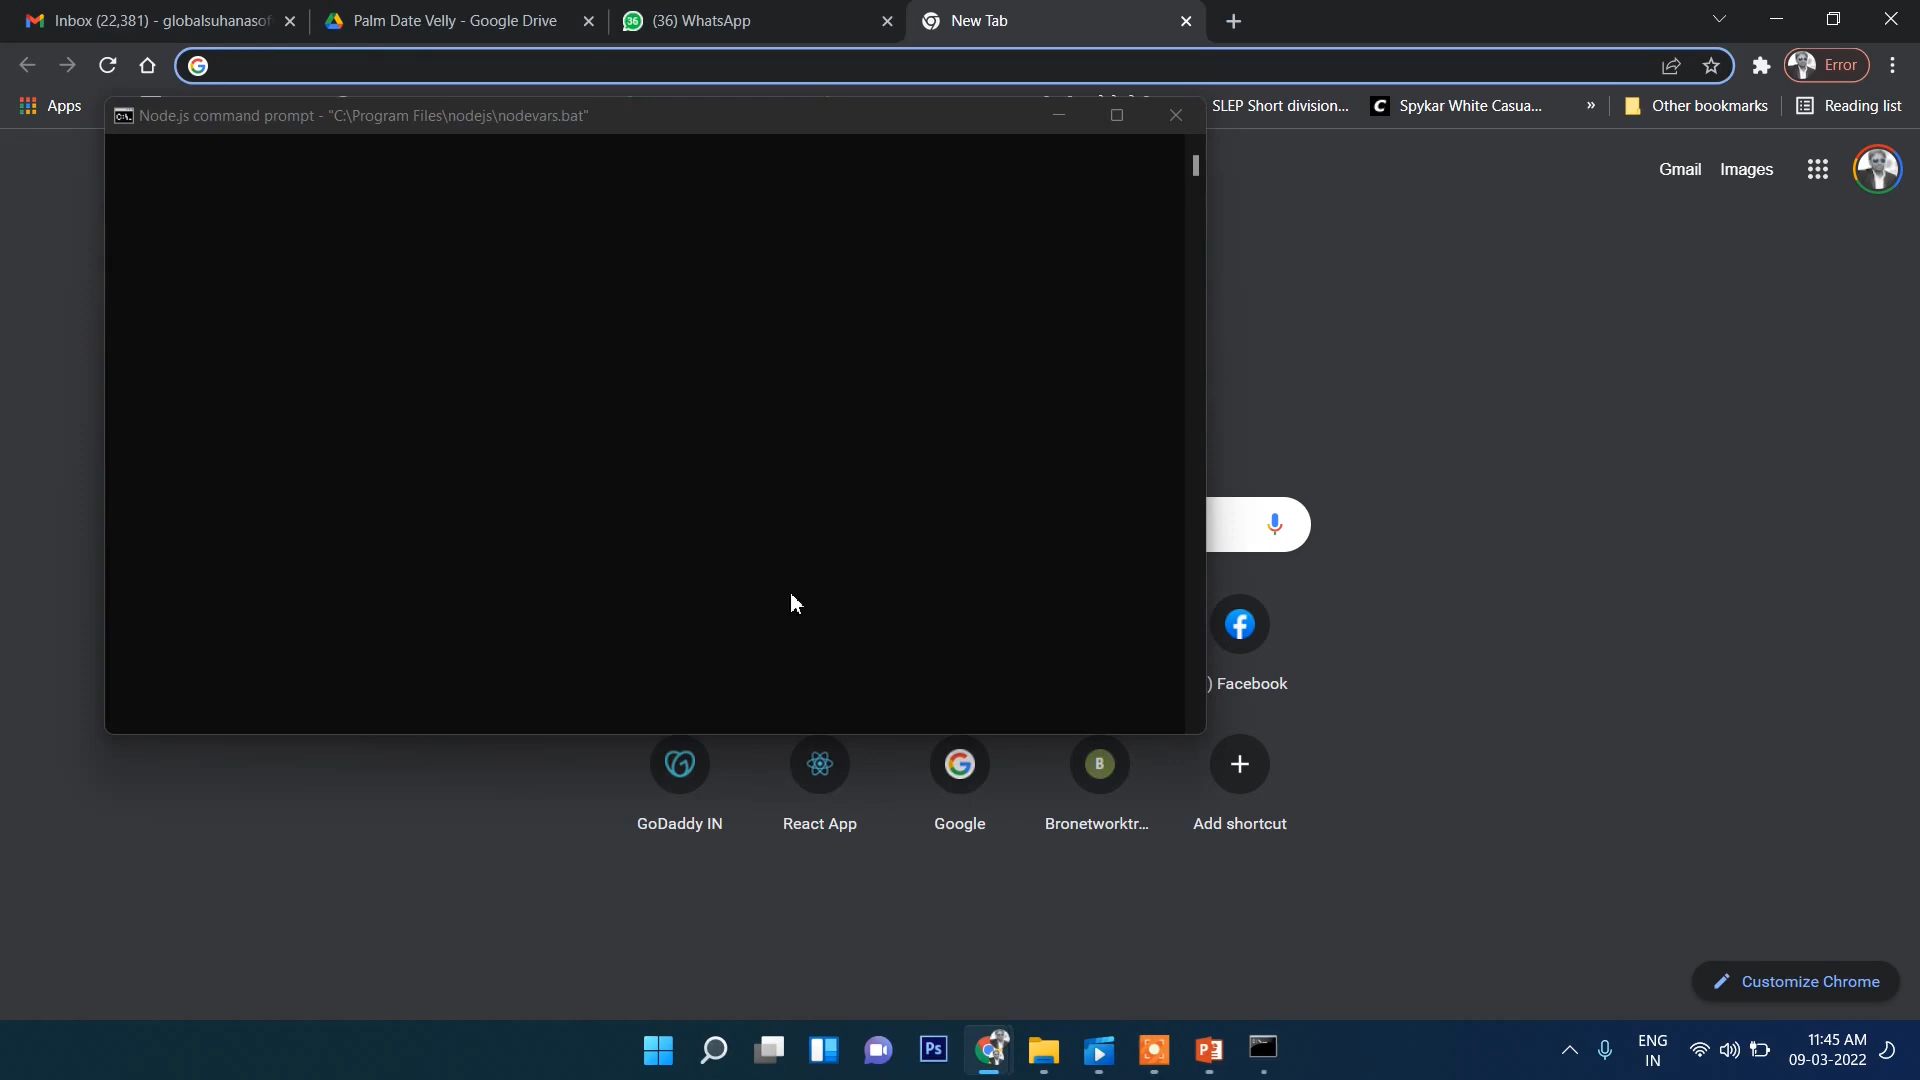 Inbox (22,381) - globalsuhanasof
Palm Date Velly - Google Drive
36
(36) WhatsApp
New Tab
Error
Apps
SLEP Short division...
C
Spykar White Casua...
»
Other bookmarks
Reading list
Node.js command prompt - "C:\Program Files\nodejs\nodevars.bat"
Gmail
Images
) Facebook
B
GoDaddy IN
React App
Google
Bronetworktr...
Add shortcut
Customize Chrome
Ps
P
ENG
IN
11:45 AM
09-03-2022